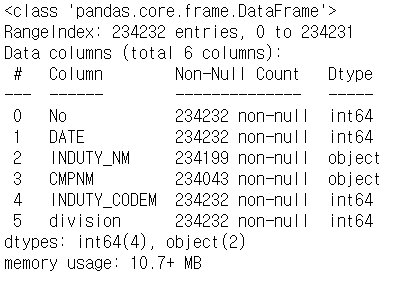 <class 'pandas.core.frame.DataFrame'>
RangeIndex: 234232 entries, 0 to 234231
Data columns (total 6 columns):
 #   Column        Non-Null Count   Dtype
---  ------        --------------   -----
 0   No            234232 non-null  int64
 1   DATE          234232 non-null  int64
 2   INDUTY_NM     234199 non-null  object
 3   CMPNM         234043 non-null  object
 4   INDUTY_CODEM  234232 non-null  int64
 5   division      234232 non-null  int64
dtypes: int64(4), object(2)
memory usage: 10.7+ MB